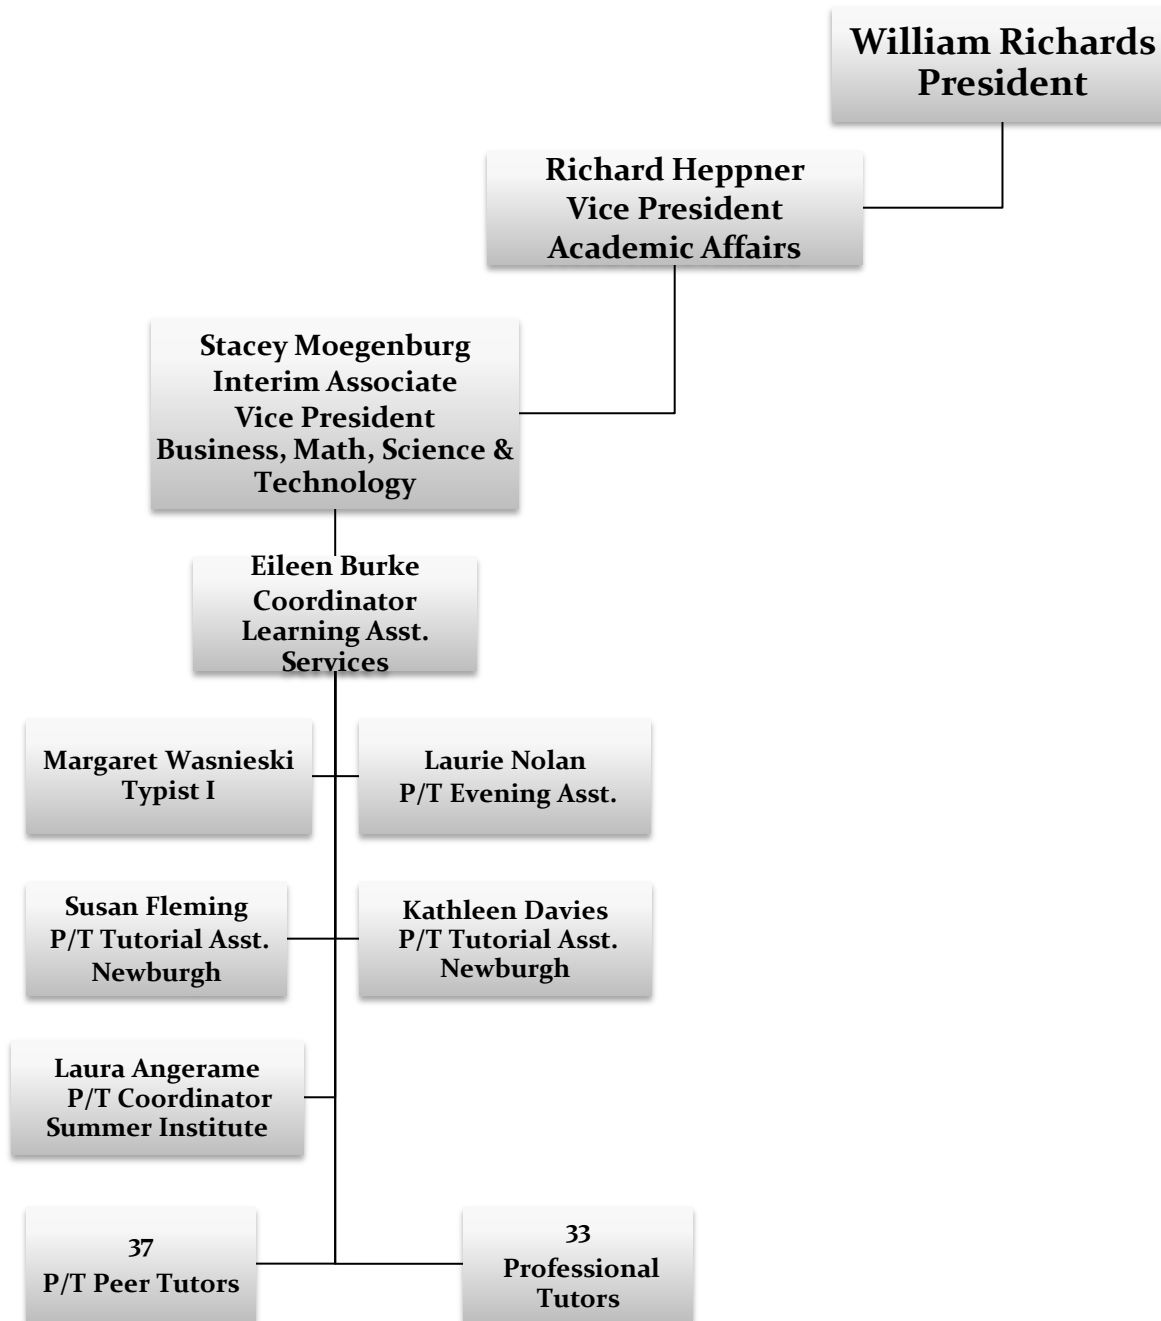 William Richards
President
Richard Heppner
Vice President
Academic Affairs
Stacey Moegenburg
Interim Associate
Vice President
Business, Math, Science &
Technology
Eileen Burke
Coordinator
Learning Asst.
Services
Margaret Wasnieski
Typist I
Laurie Nolan
P/T Evening Asst.
Susan Fleming
P/T Tutorial Asst.
Newburgh
Kathleen Davies
P/T Tutorial Asst.
Newburgh
Laura Angerame
P/T Coordinator
Summer Institute
37
P/T Peer Tutors
33
Professional
Tutors